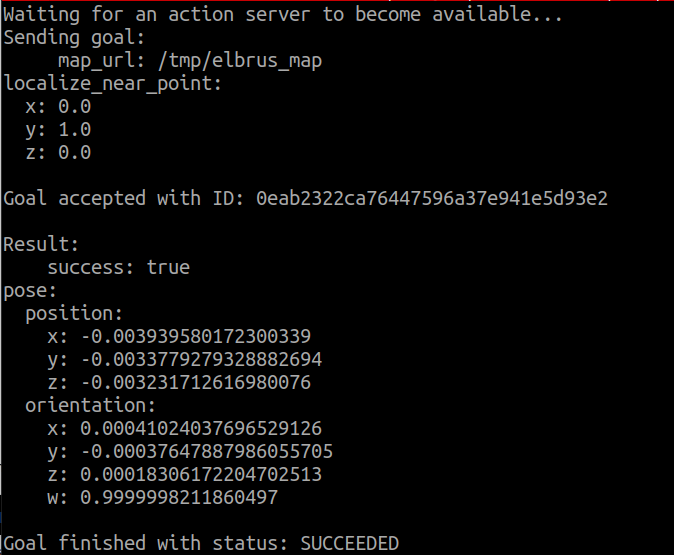 Waiting for an action server to become available...
Sending goal:
map_url: /tmp/elbrus_map
localize_near_point:
x: 0.0
y: 1.0
z: 0.0
Goal accepted with ID: 0eab2322ca76447596a37e941e5d93e2
Result:
success: true
pose:
position:
x: -0.003939580172300339
y: -0.0033779279328882694
z: -0.003231712616980076
orientation:
x: 0.00041024037696529126
y: -0.00037647887986055705
z: 0.00018306172204702513
w: 0.9999998211860497
Goal finished with status: SUCCEEDED